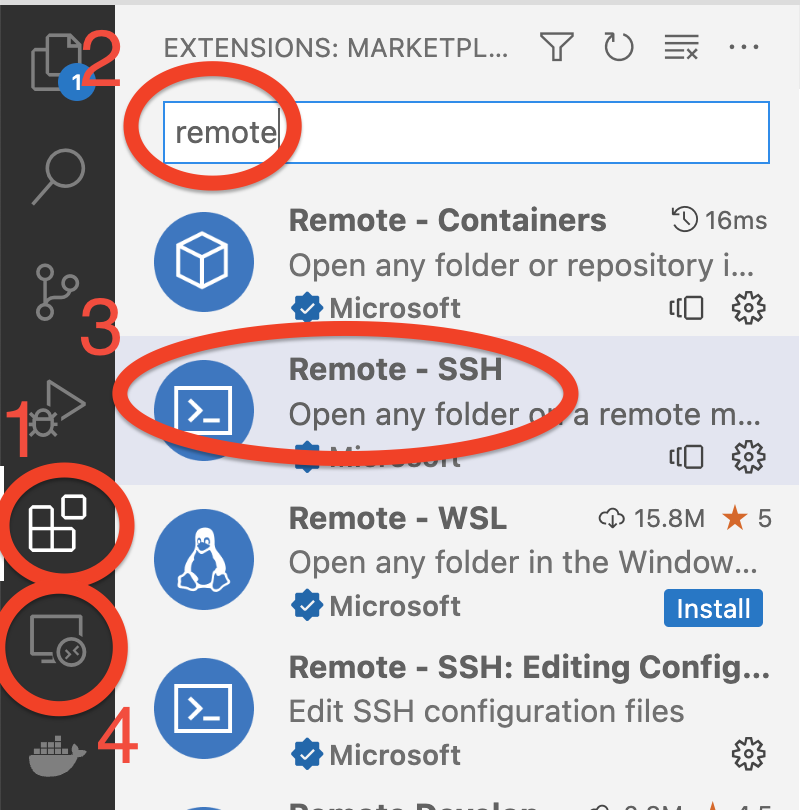 2
EXTENSIONS: MARKETPL...
1
remote
Remote - Containers
16ms
Open any folder or repository i...
Microsoft
3
Remote - SSH
Open any folder on a remote m...
Microsoft
1
Remote - WSL
15.8M
5
Open any folder in the Window...
Microsoft
Install
Remote - SSH: Editing Config...
Edit SSH configuration files
Microsoft
4